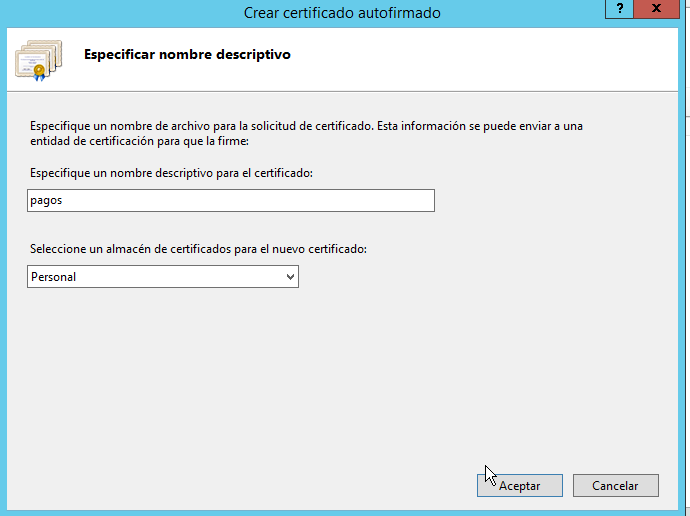 Crear certificado autofirmado
? x
Especificar nombre descriptivo
Especifique un nombre de archivo para la solicitud de certificado. Esta información se puede enviar a una
entidad de certificación para que la firme:
Especifique un nombre descriptivo para el certificado:
pagos
Seleccione un almacén de certificados para el nuevo certificado:
Personal
Aceptar
Cancelar